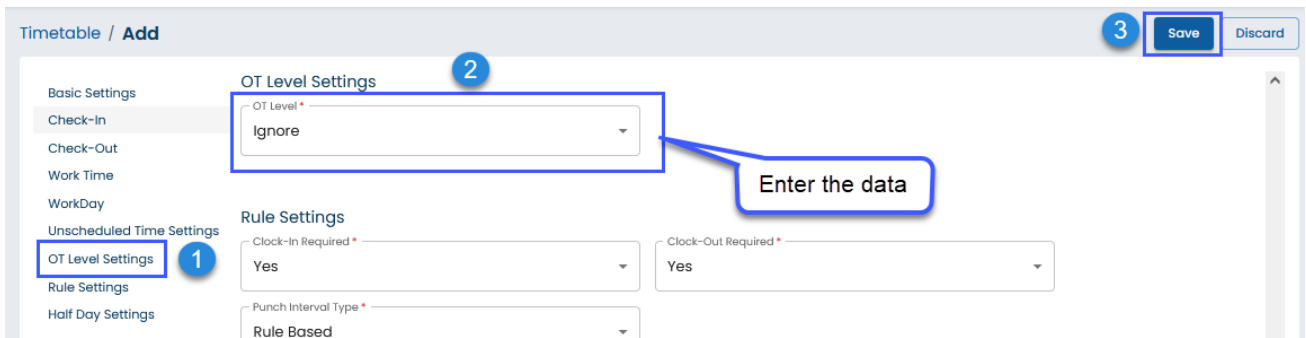 Timetable / Add
3
Save
Discard
Basic Settings
Check-In
Check-Out
Work Time
WorkDay
Unscheduled Time Settings
OT Level Settings
1
Rule Settings
Half Day Settings
OT Level Settings
2
OT Level *
Ignore
Enter the data
Rule Settings
Clock-In Required *
Yes
Clock-Out Required *
Yes
Punch Interval Type *
Rule Based